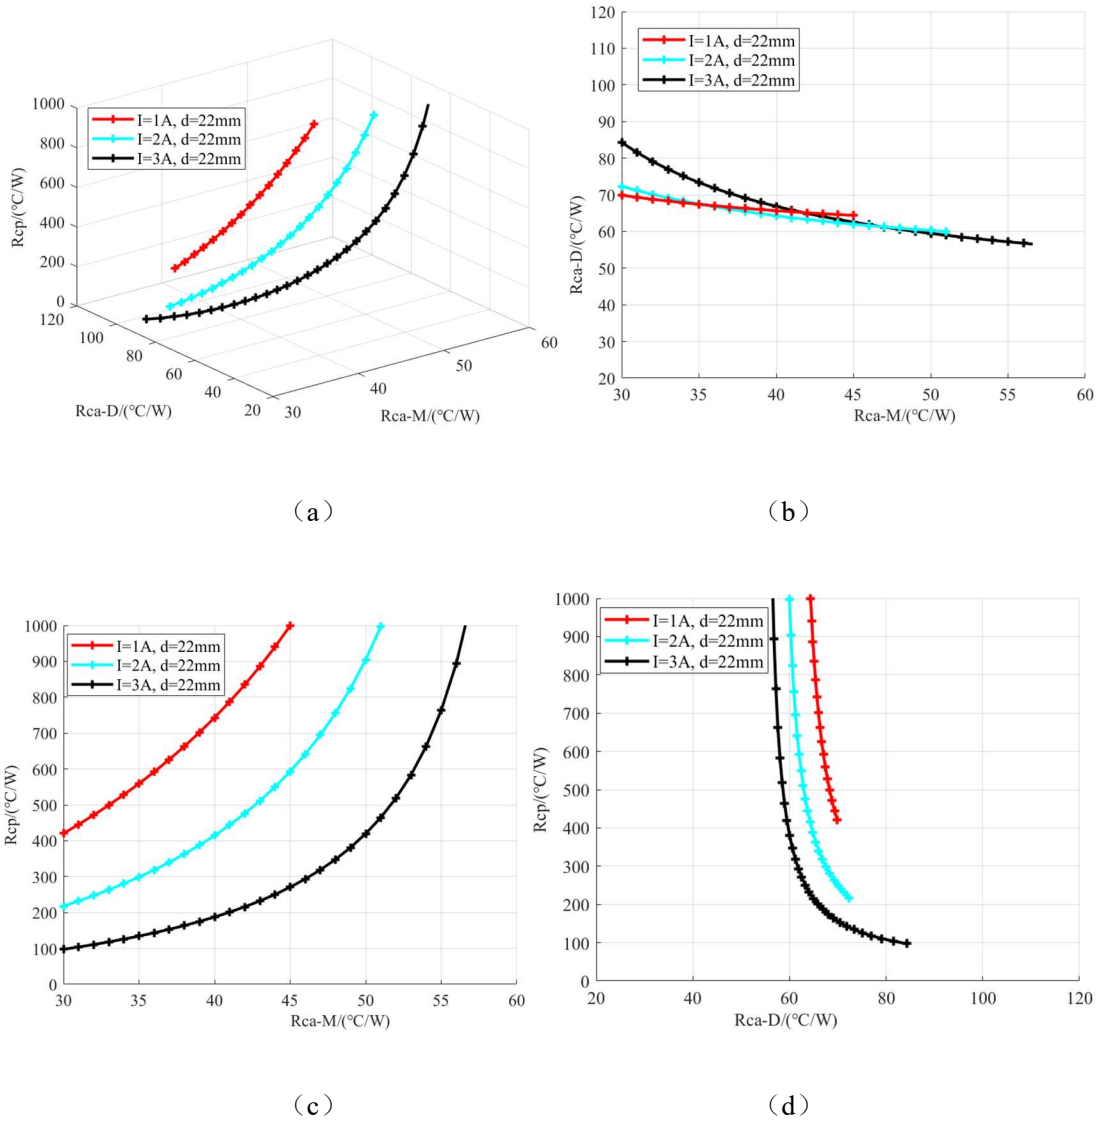 1000
800
600
400
200
0
Rcp/(℃/W)
I=1A, d=22mm
I=2A, d=22mm
I=3A, d=22mm
120
100
80
60
40
20
Rca-D/(℃/W)
30
40
50
60
Rca-M/(℃/W)
(a)
120
110
100
90
80
70
60
50
40
30
20
Rca-D/(℃/W)
I=1A, d=22mm
I=2A, d=22mm
I=3A, d=22mm
30 35 40 45 50 55 60
Rca-M/(℃/W)
(b)
1000
900
800
700
600
500
400
300
200
100
0
Rcp/(℃/W)
I=1A, d=22mm
I=2A, d=22mm
I=3A, d=22mm
30 35 40 45 50 55 60
Rca-M/(℃/W)
(c)
1000
900
800
700
600
500
400
300
200
100
0
Rcp/(℃/W)
I=1A, d=22mm
I=2A, d=22mm
I=3A, d=22mm
20 40 60 80 100 120
Rca-D/(℃/W)
(d)